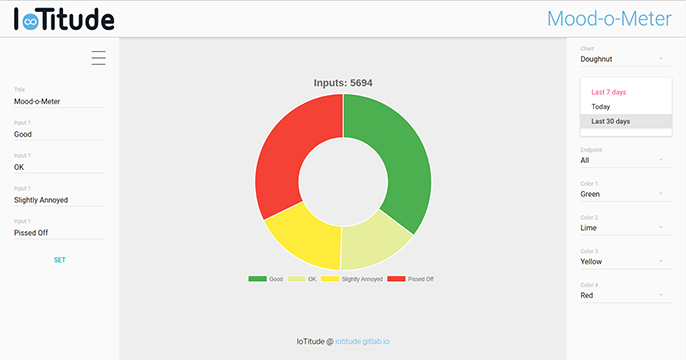 IoTitude
Mood-o-Meter
Title
Mood-o-Meter
Input 1
Good
Input 1
OK
Input 1
Slightly Annoyed
Input 1
Pissed Off
SET
Inputs: 5694
Good
OK
Slightly Annoyed
Pissed Off
IoTitude @ iotitude.gitlab.io
Chart
Doughnut
Last 7 days
Today
Last 30 days
Endpoint
All
Color 1
Green
Color 2
Lime
Color 3
Yellow
Color 4
Red